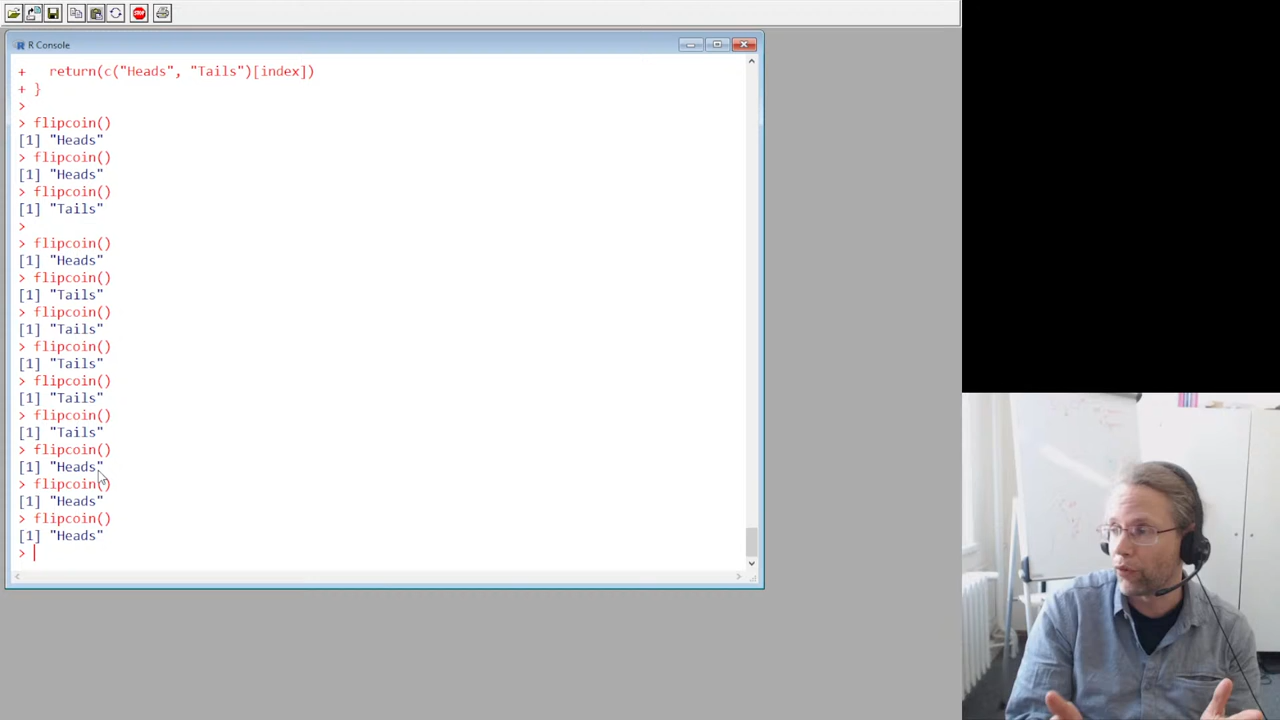 STOP
R Console
+   return(c("Heads", "Tails")[index])
+ }
>
> flipcoin()
[1] "Heads"
> flipcoin()
[1] "Heads"
> flipcoin()
[1] "Tails"
>
> flipcoin()
[1] "Heads"
> flipcoin()
[1] "Tails"
> flipcoin()
[1] "Tails"
> flipcoin()
[1] "Tails"
> flipcoin()
[1] "Tails"
> flipcoin()
[1] "Tails"
> flipcoin()
[1] "Heads"
> flipcoin()
[1] "Heads"
> flipcoin()
[1] "Heads"
>